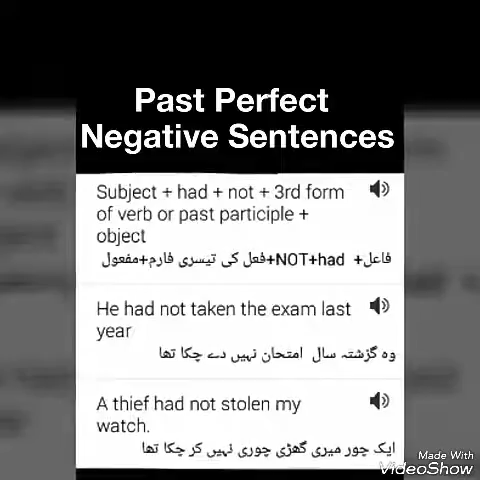 Past Perfect
Negative Sentences
Subject + had + not + 3rd form
of verb or past participle +
object
فاعل+ NOT+had+فعل کی تیسری فارم+مفعول
He had not taken the exam last
year
وہ گزشتہ سال امتحان نہیں دے چکا تھا
A thief had not stolen my
watch.
ایک چور میری گھڑی چوری نہیں کر چکا تھا
Made With
VideoShow